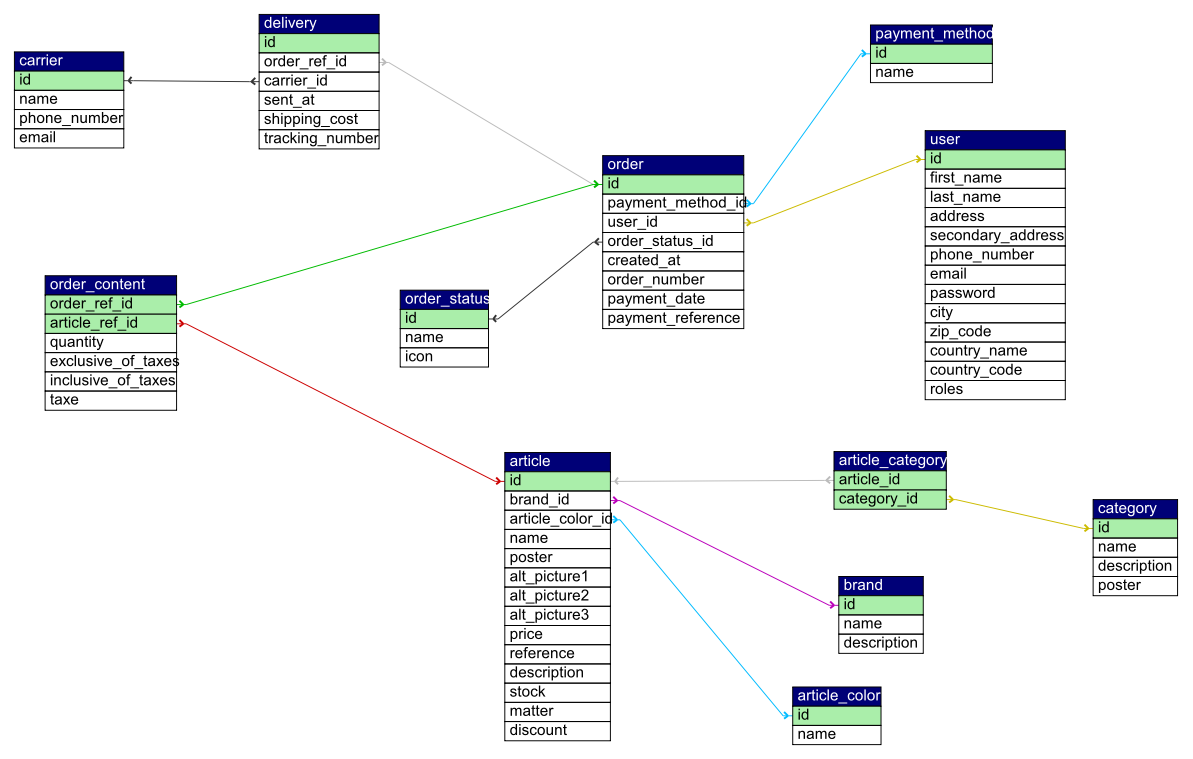 delivery
id
order_ref_id
carrier_id
sent_at
shipping_cost
tracking_number
carrier
id
name
phone_number
email
payment_method
id
name
user
id
first_name
last_name
address
secondary_address
phone_number
email
password
city
zip_code
country_name
country_code
roles
order
id
payment_method_id
user_id
order_status_id
created_at
order_number
payment_date
payment_reference
order_content
order_ref_id
article_ref_id
quantity
exclusive_of_taxes
inclusive_of_taxes
taxe
order_status
id
name
icon
article
id
brand_id
article_color_id
name
poster
alt_picture1
alt_picture2
alt_picture3
price
reference
description
stock
matter
discount
article_category
article_id
category_id
category
id
name
description
poster
brand
id
name
description
article_color
id
name